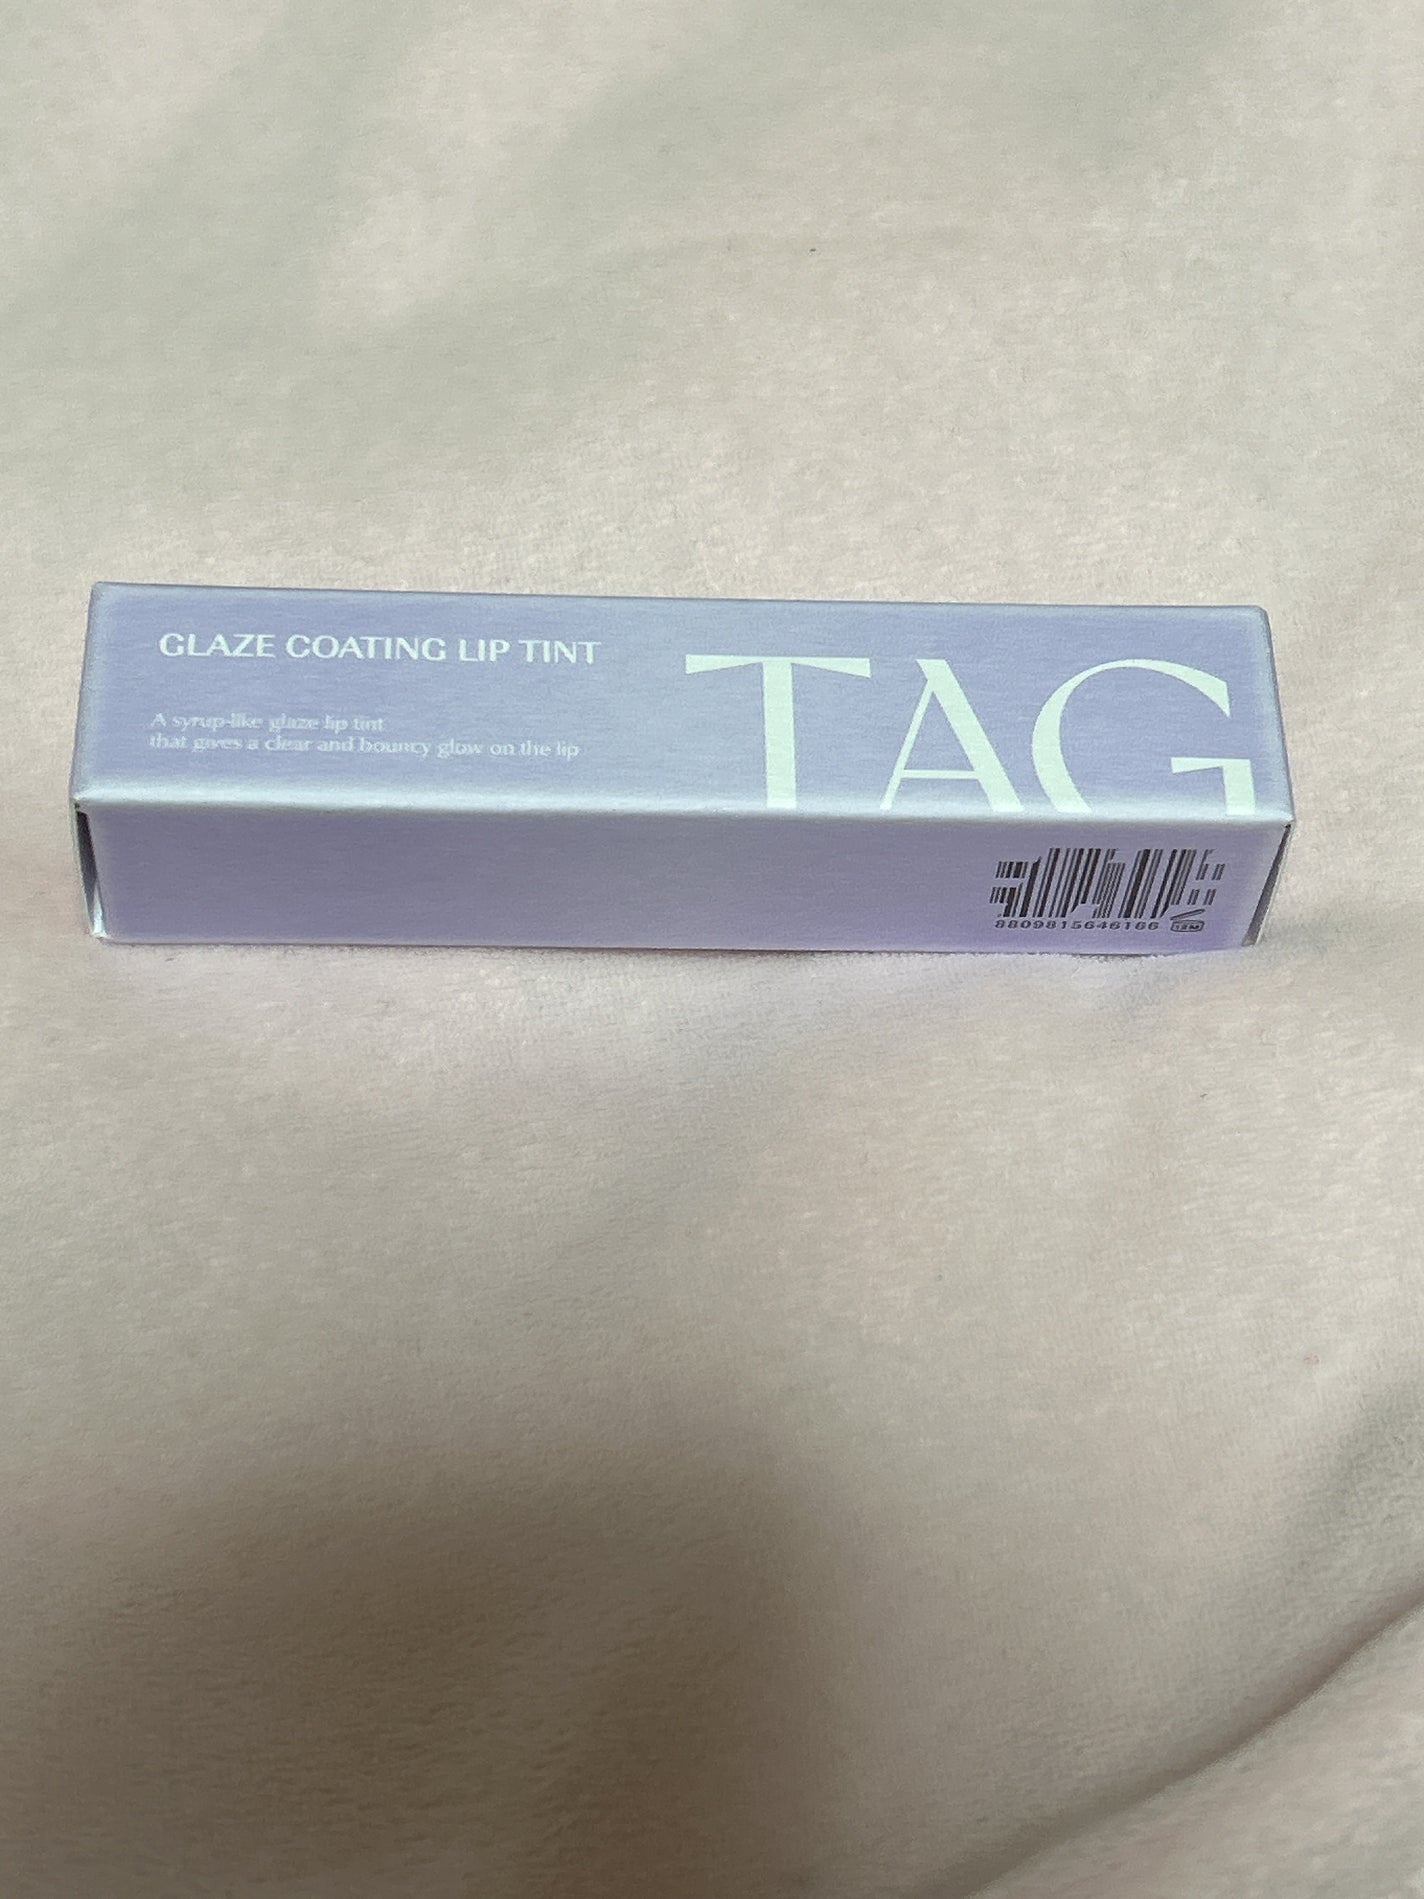 GLAZE COATING LIP TINT
A syrup-like glaze lip tint
that gives a clear and bouncy glow on the lip
TAG
8809815646166
12M